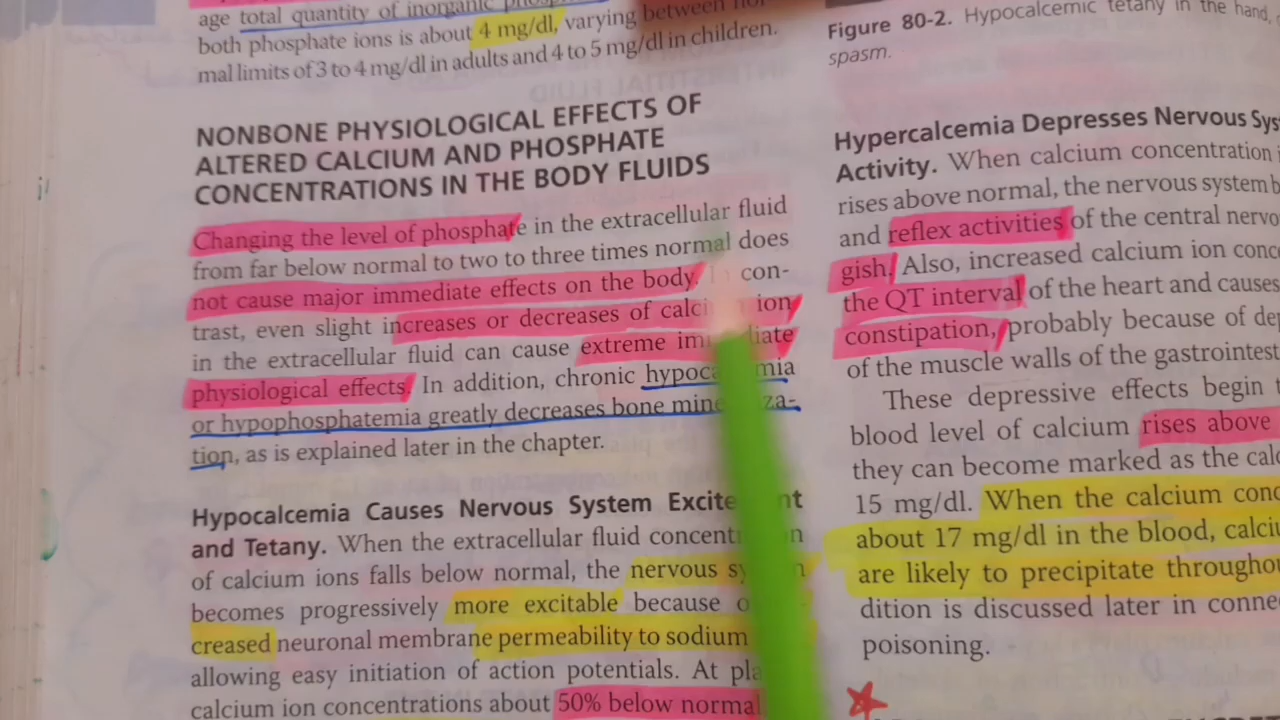 age total quantity of inorganic
both phosphate ions is about 4 mg/dl, varying between
mal limits of 3 to 4 mg/dl in adults and 4 to 5 mg/dl in children.
NONBONE PHYSIOLOGICAL EFFECTS OF
ALTERED CALCIUM AND PHOSPHATE
CONCENTRATIONS IN THE BODY FLUIDS
Changing the level of phosphate in the extracellular fluid
from far below normal to two to three times normal does
not cause major immediate effects on the body. con-
trast, even slight increases or decreases of ion
in the extracellular fluid can cause extreme
physiological effects. In addition, chronic
or hypophosphatemia greatly decreases bone
tion, as is explained later in the chapter.
Hypocalcemia Causes Nervous System
and Tetany. When the extracellular fluid
of calcium ions falls below normal, the nervous
becomes progressively more excitable because
creased neuronal membrane permeability to sodium
allowing easy initiation of action potentials. At
calcium ion concentrations about 50% below normal
Figure 80-2. Hypocalcemic tetany in the hand,
spasm.
Hypercalcemia Depresses Nervous Sys
Activity. When calcium concentration
rises above normal, the nervous system
and reflex activities of the central nervo
gish. Also, increased calcium ion conc
the QT interval of the heart and causes
constipation, probably because of de
of the muscle walls of the gastrointest
These depressive effects begin
blood level of calcium rises above
they can become marked as the calc
15 mg/dl. When the calcium conc
about 17 mg/dl in the blood, calci
are likely to precipitate througho
dition is discussed later in conne
poisoning.